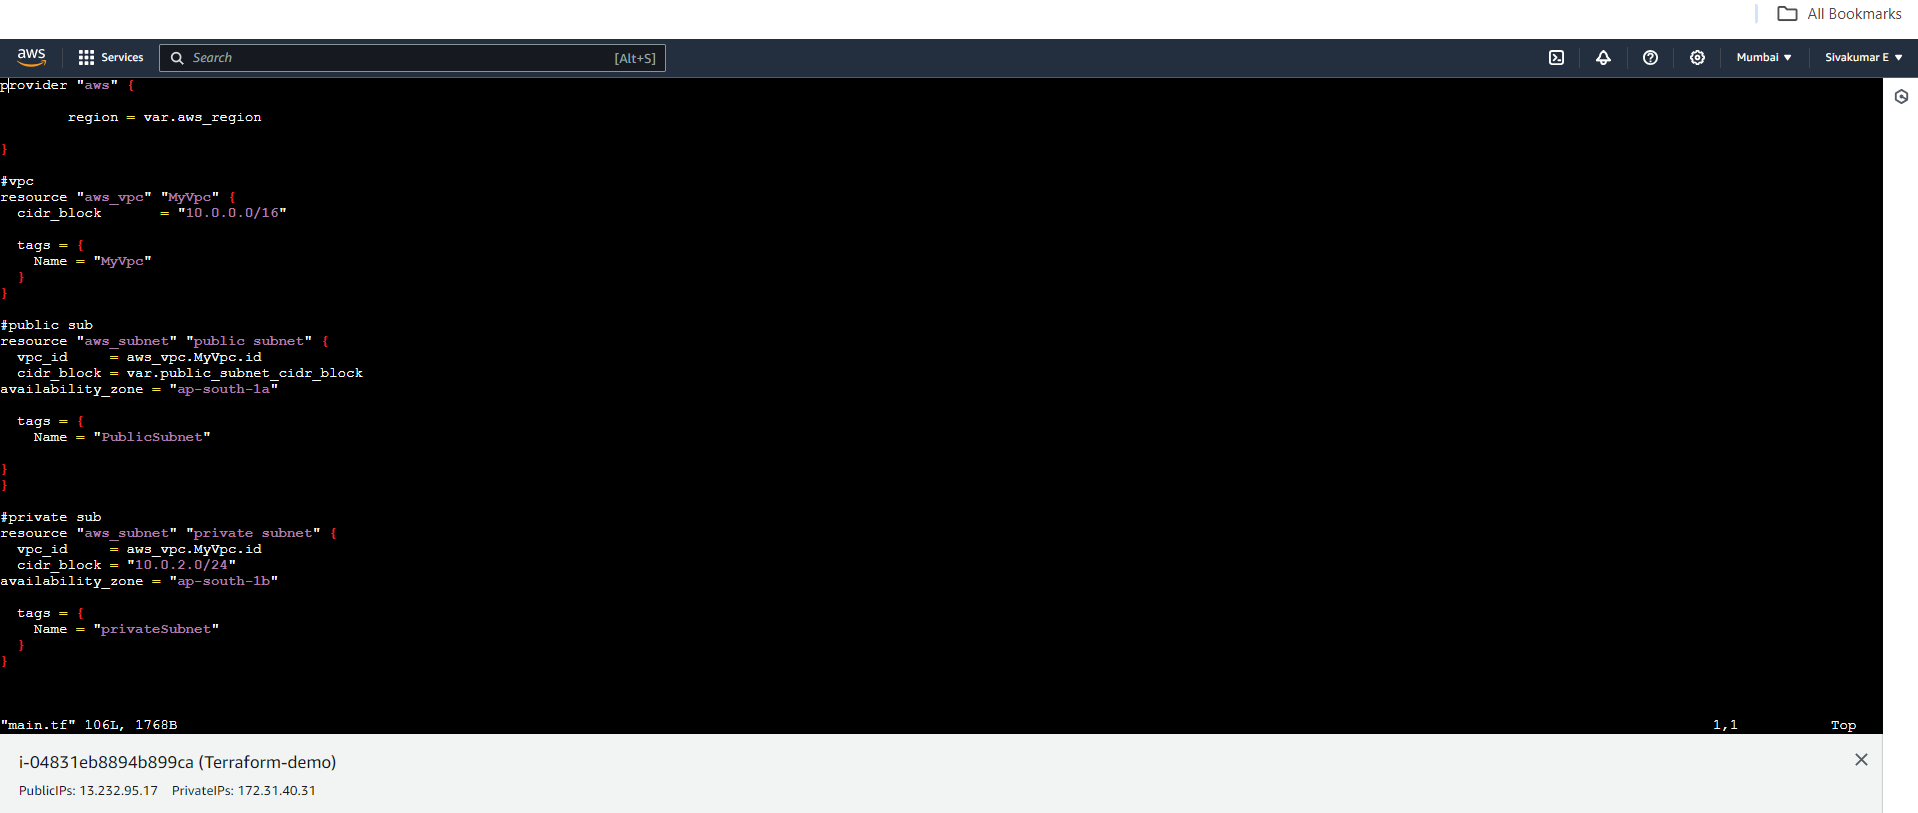 All Bookmarks
aws Services Search [Alt+S] Mumbai Sivakumar E
provider "aws" {
region = var.aws_region
}
#vpc
resource "aws_vpc" "MyVpc" {
cidr_block = "10.0.0.0/16"
tags = {
Name = "MyVpc"
}
}
#public sub
resource "aws_subnet" "public subnet" {
vpc_id = aws_vpc.MyVpc.id
cidr_block = var.public_subnet_cidr_block
availability_zone = "ap-south-1a"
tags = {
Name = "PublicSubnet"
}
}
#private sub
resource "aws_subnet" "private subnet" {
vpc_id = aws_vpc.MyVpc.id
cidr_block = "10.0.2.0/24"
availability_zone = "ap-south-1b"
tags = {
Name = "privateSubnet"
}
}
"main.tf" 106L, 1768B 1,1 Top
i-04831eb8894b899ca (Terraform-demo)
PublicIPs: 13.232.95.17 PrivateIPs: 172.31.40.31